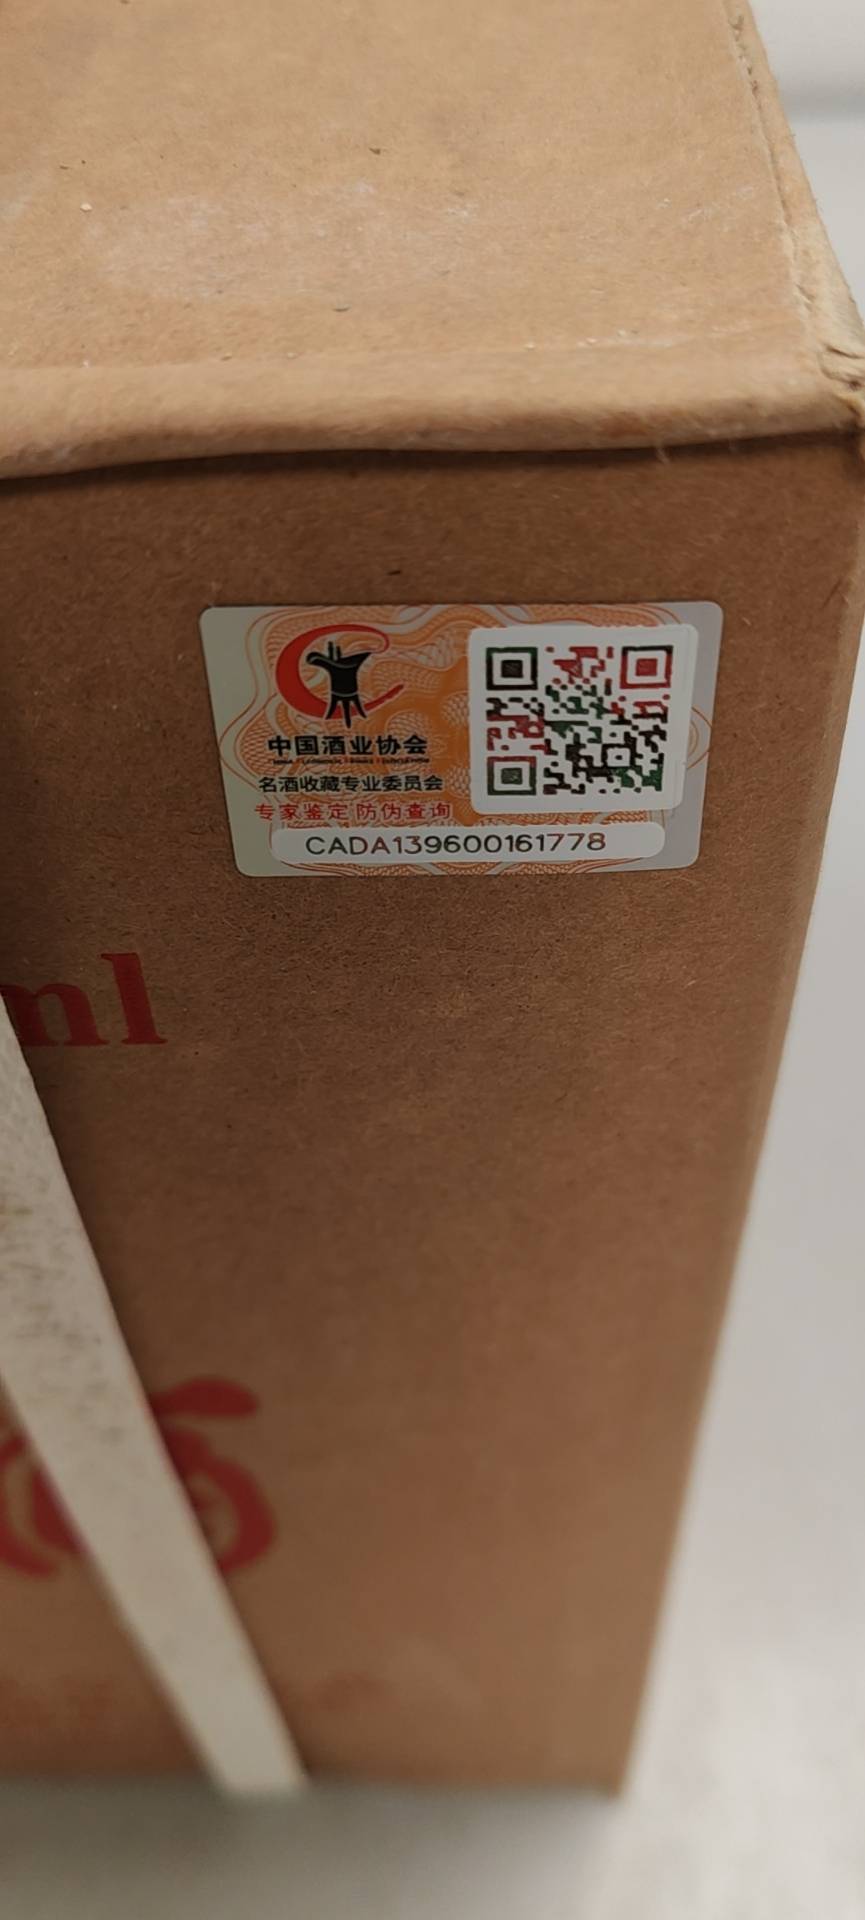 中国酒业协会
名酒收藏专业委员会
专家鉴定 防伪查询
CADA139600161778
ml